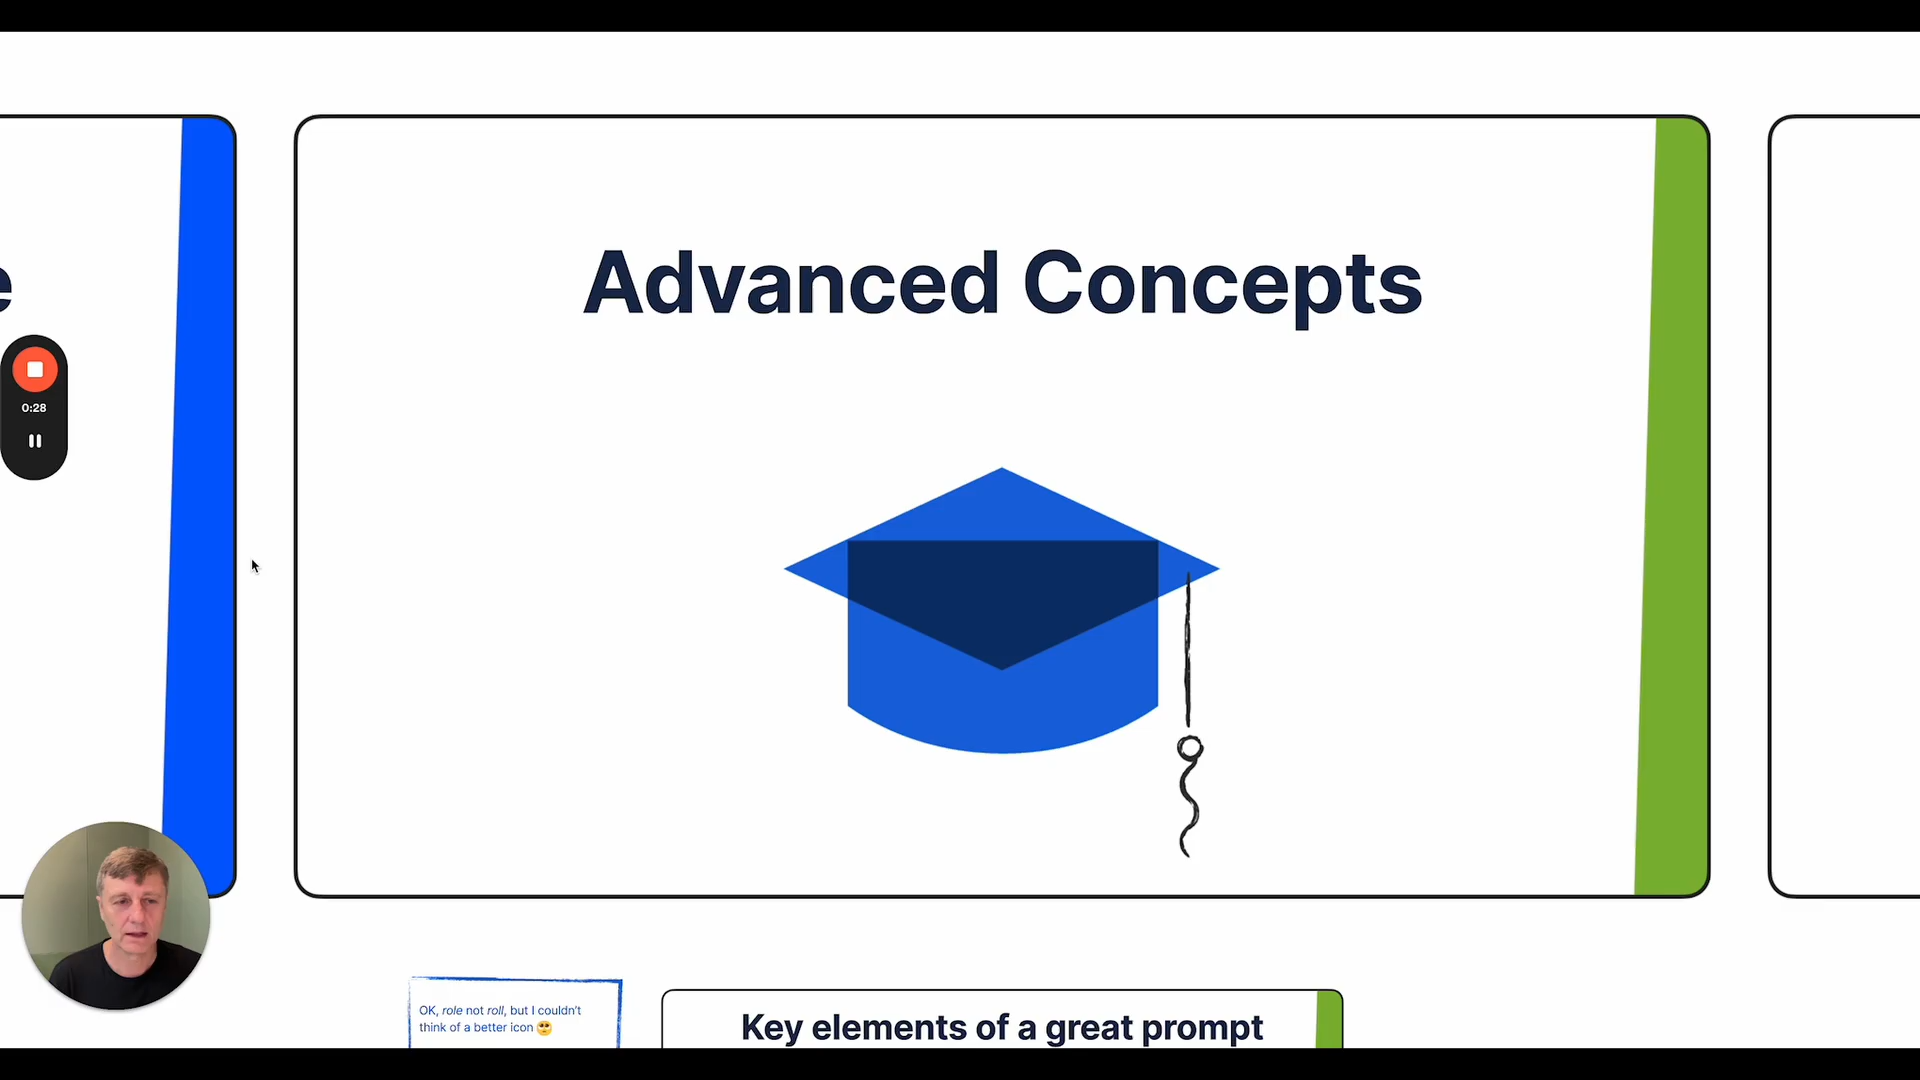 e
Advanced Concepts
0:28
OK, role not roll, but I couldn't
think of a better icon 🥺
Key elements of a great prompt